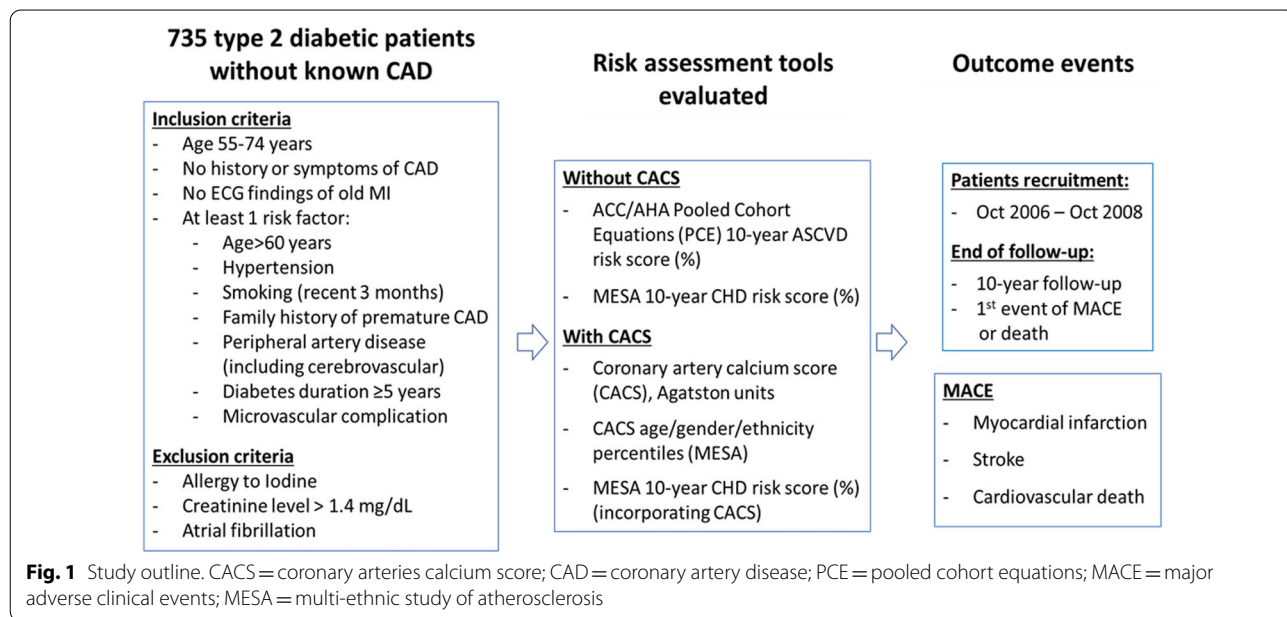 735 type 2 diabetic patients
without known CAD
Inclusion criteria
- Age 55-74 years
- No history or symptoms of CAD
- No ECG findings of old MI
- At least 1 risk factor:
- Age>60 years
- Hypertension
- Smoking (recent 3 months)
- Family history of premature CAD
- Peripheral artery disease
(including cerebrovascular)
- Diabetes duration ≥5 years
- Microvascular complication
Exclusion criteria
- Allergy to Iodine
- Creatinine level > 1.4 mg/dL
- Atrial fibrillation
Risk assessment tools
evaluated
Without CACS
- ACC/AHA Pooled Cohort
Equations (PCE) 10-year ASCVD
risk score (%)
- MESA 10-year CHD risk score (%)
With CACS
- Coronary artery calcium score
(CACS), Agatston units
- CACS age/gender/ethnicity
percentiles (MESA)
- MESA 10-year CHD risk score (%)
(incorporating CACS)
Outcome events
Patients recruitment:
- Oct 2006 – Oct 2008
End of follow-up:
- 10-year follow-up
- 1st event of MACE
or death
MACE
- Myocardial infarction
- Stroke
- Cardiovascular death
Fig. 1 Study outline. CACS = coronary arteries calcium score; CAD = coronary artery disease; PCE = pooled cohort equations; MACE = major
adverse clinical events; MESA = multi-ethnic study of atherosclerosis